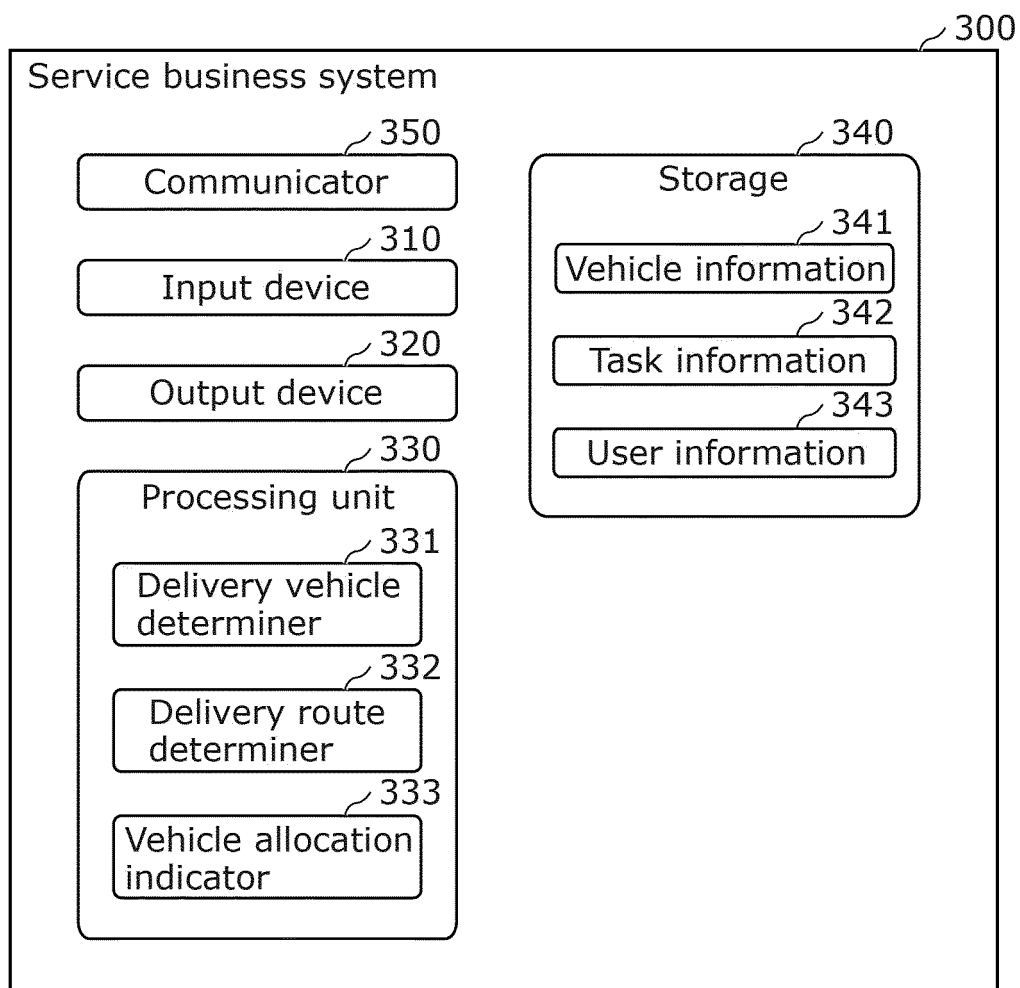 300
Service business system
350
Communicator
310
Input device
320
Output device
330
Processing unit
331
Delivery vehicle
determiner
332
Delivery route
determiner
333
Vehicle allocation
indicator
340
Storage
341
Vehicle information
342
Task information
343
User information